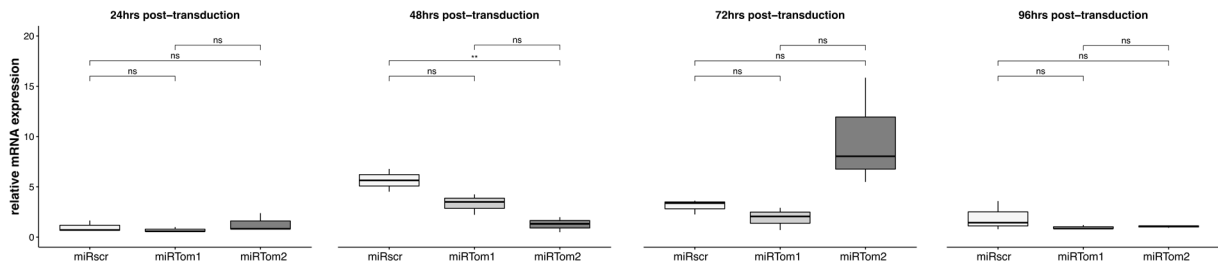 24hrs post−transduction
48hrs post−transduction
72hrs post−transduction
96hrs post−transduction
relative mRNA expression
20
15
10
5
0
ns
ns
ns
ns
**
ns
ns
ns
ns
ns
ns
ns
miRscr miRTom1 miRTom2
miRscr miRTom1 miRTom2
miRscr miRTom1 miRTom2
miRscr miRTom1 miRTom2